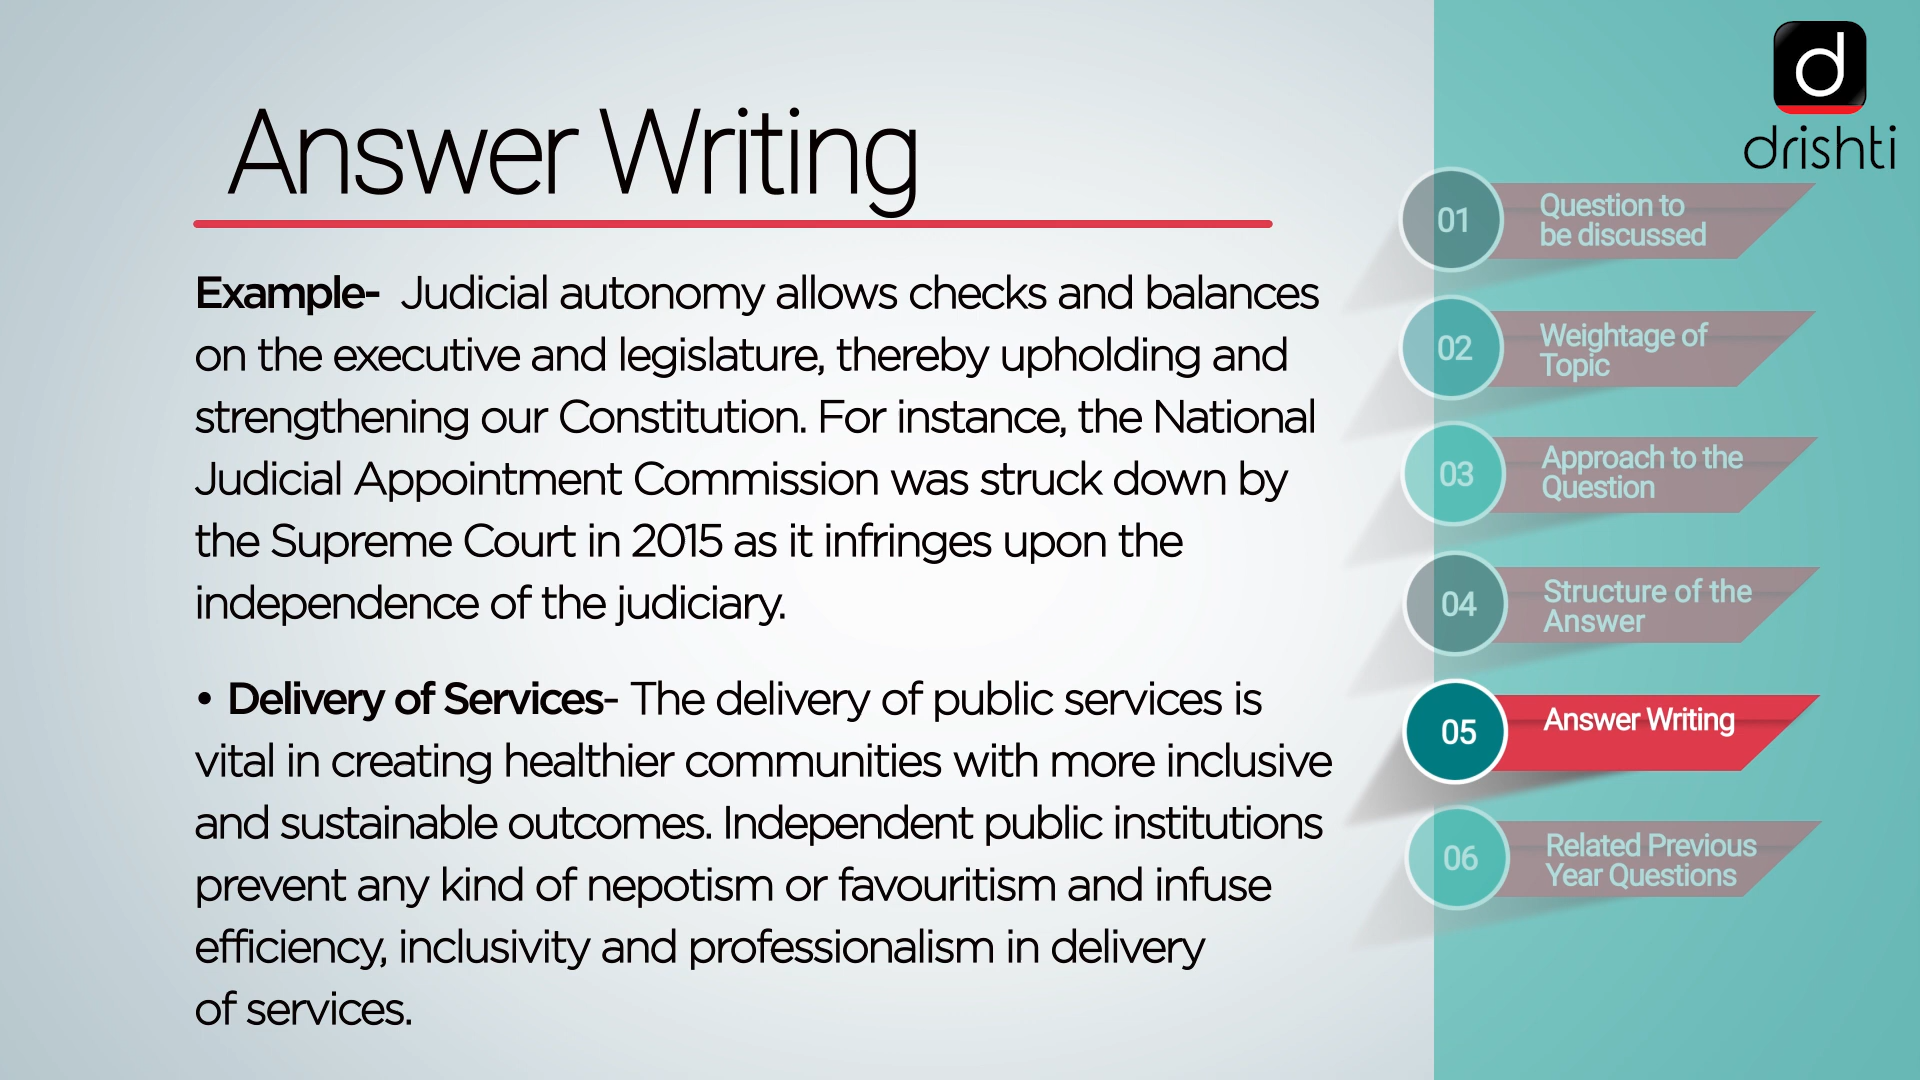 Answer Writing
Example- Judicial autonomy allows checks and balances
on the executive and legislature, thereby upholding and
strengthening our Constitution. For instance, the National
Judicial Appointment Commission was struck down by
the Supreme Court in 2015 as it infringes upon the
independence of the judiciary.
• Delivery of Services- The delivery of public services is
vital in creating healthier communities with more inclusive
and sustainable outcomes. Independent public institutions
prevent any kind of nepotism or favouritism and infuse
efficiency, inclusivity and professionalism in delivery
of services.
d
drishti
01
Question to
be discussed
02
Weightage of
Topic
03
Approach to the
Question
04
Structure of the
Answer
05
Answer Writing
06
Related Previous
Year Questions